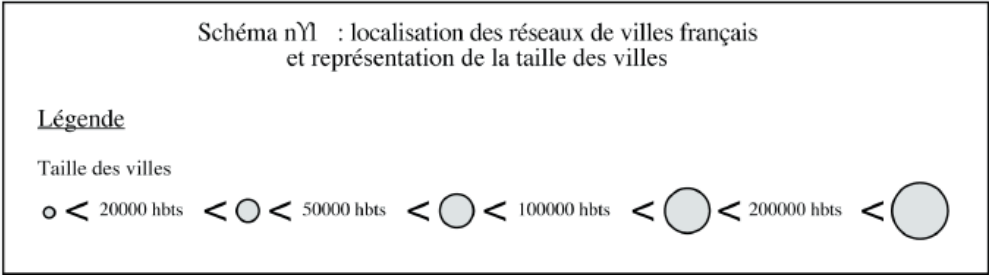 Schéma nϒl : localisation des réseaux de villes français
et représentation de la taille des villes
Légende
Taille des villes
< 20000 hbts < < 50000 hbts < < 100000 hbts < < 200000 hbts <